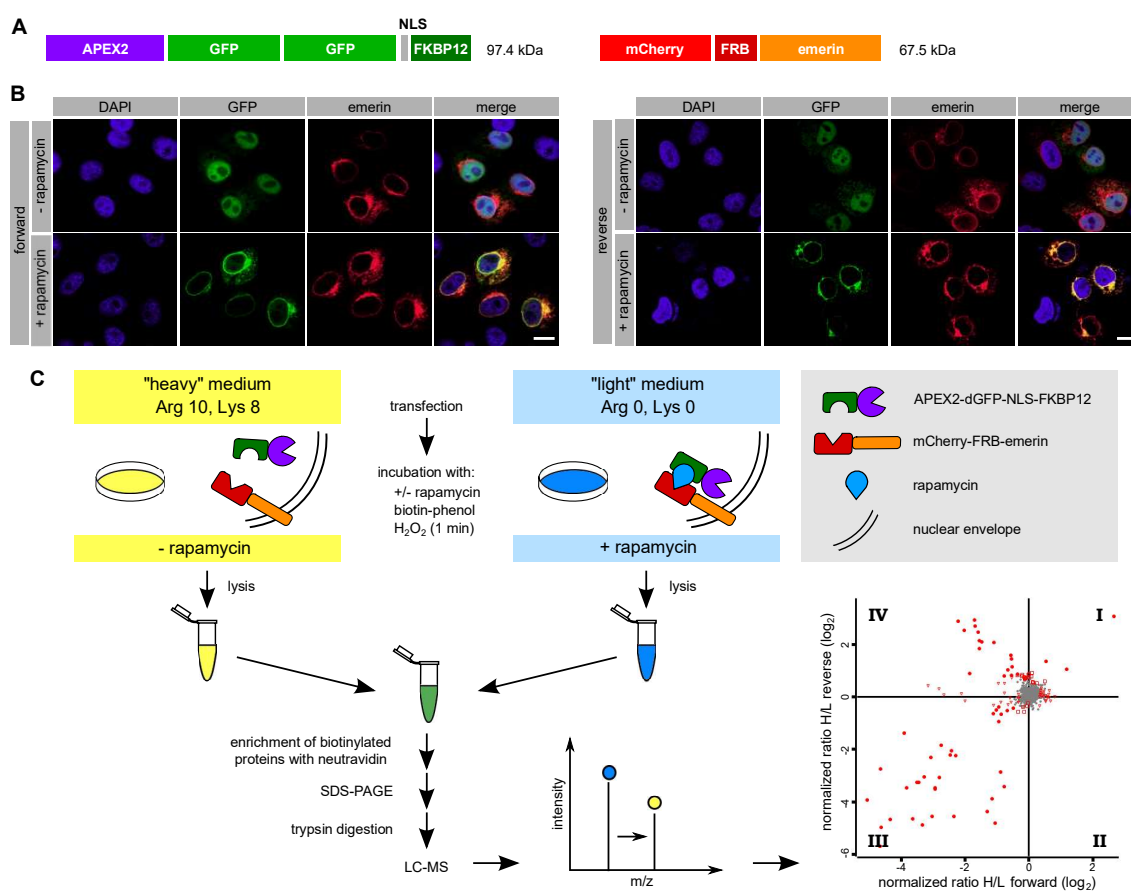 A
APEX2 GFP GFP NLS FKBP12 97.4 kDa
mCherry FRB emerin 67.5 kDa
B
DAPI GFP emerin merge
forward
- rapamycin
+ rapamycin
DAPI GFP emerin merge
reverse
- rapamycin
+ rapamycin
C
"heavy" medium
Arg 10, Lys 8
- rapamycin
transfection
incubation with:
+/- rapamycin
biotin-phenol
H₂O₂ (1 min)
"light" medium
Arg 0, Lys 0
+ rapamycin
APEX2-dGFP-NLS-FKBP12
mCherry-FRB-emerin
rapamycin
nuclear envelope
lysis
lysis
enrichment of biotinylated
proteins with neutravidin
SDS-PAGE
trypsin digestion
LC-MS
intensity
m/z
IV I
III II
normalized ratio H/L reverse (log₂)
2
0
-2
-4
-6
-4 -2 0 2
normalized ratio H/L forward (log₂)